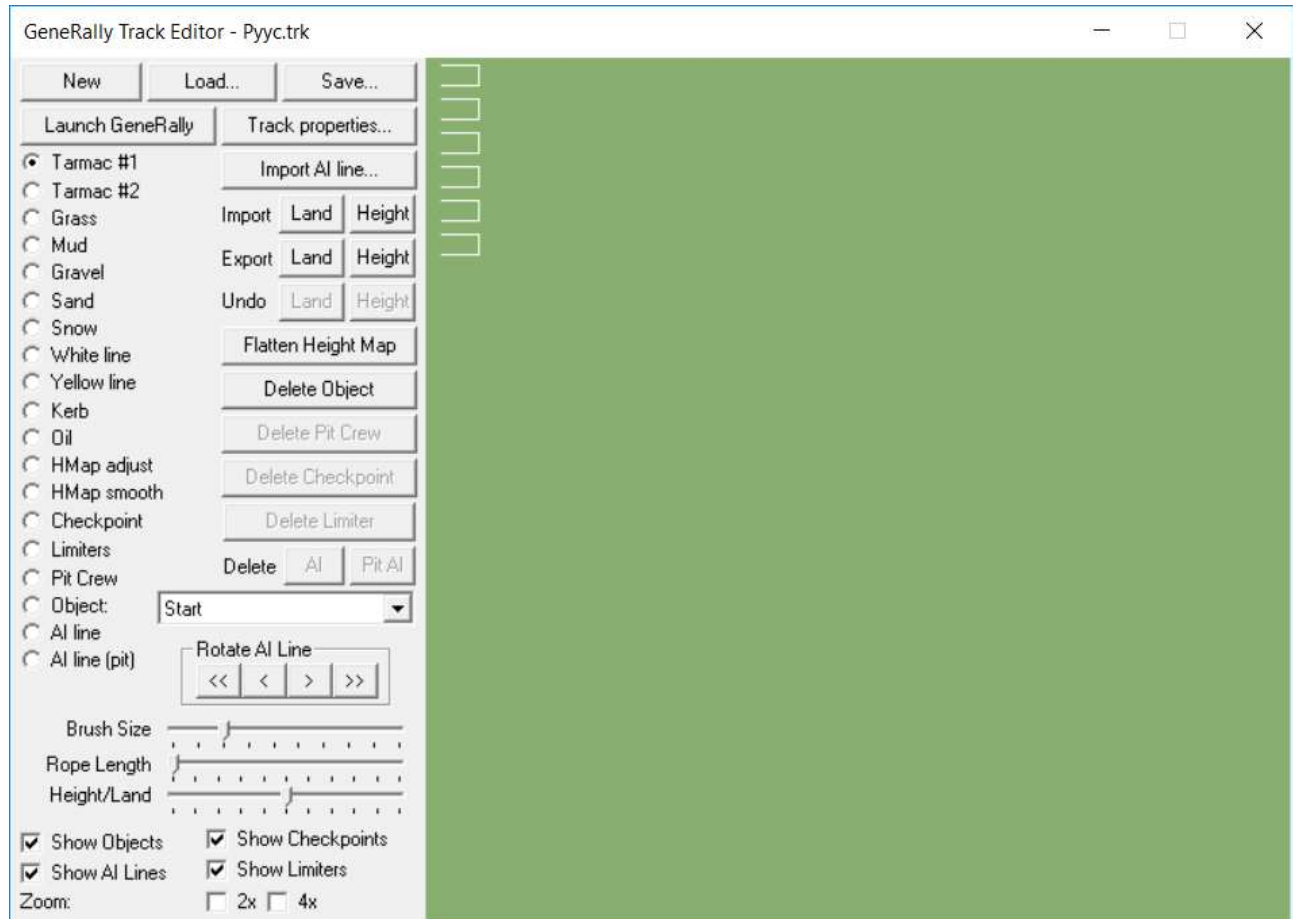 GeneRally Track Editor - Pyyc.trk
New Load... Save...
Launch GeneRally Track properties...
Tarmac #1 Import AI line...
Tarmac #2
Grass Import Land Height
Mud
Gravel Export Land Height
Sand Undo Land Height
Snow
White line Flatten Height Map
Yellow line Delete Object
Kerb
Oil Delete Pit Crew
HMap adjust
HMap smooth Delete Checkpoint
Checkpoint Delete Limiter
Limiters
Pit Crew Delete AI Pit AI
Object: Start
AI line
AI line (pit) Rotate AI Line
<< < > >>
Brush Size
Rope Length
Height/Land
Show Objects Show Checkpoints
Show AI Lines Show Limiters
Zoom: 2x 4x